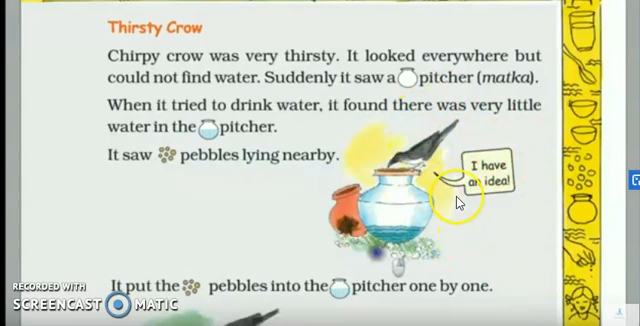 Thirsty Crow
Chirpy crow was very thirsty. It looked everywhere but
could not find water. Suddenly it saw a pitcher (matka).
When it tried to drink water, it found there was very little
water in the pitcher.
It saw pebbles lying nearby.
I have
an idea!
It put the pebbles into the pitcher one by one.
RECORDED WITH
SCREENCAST MATIC